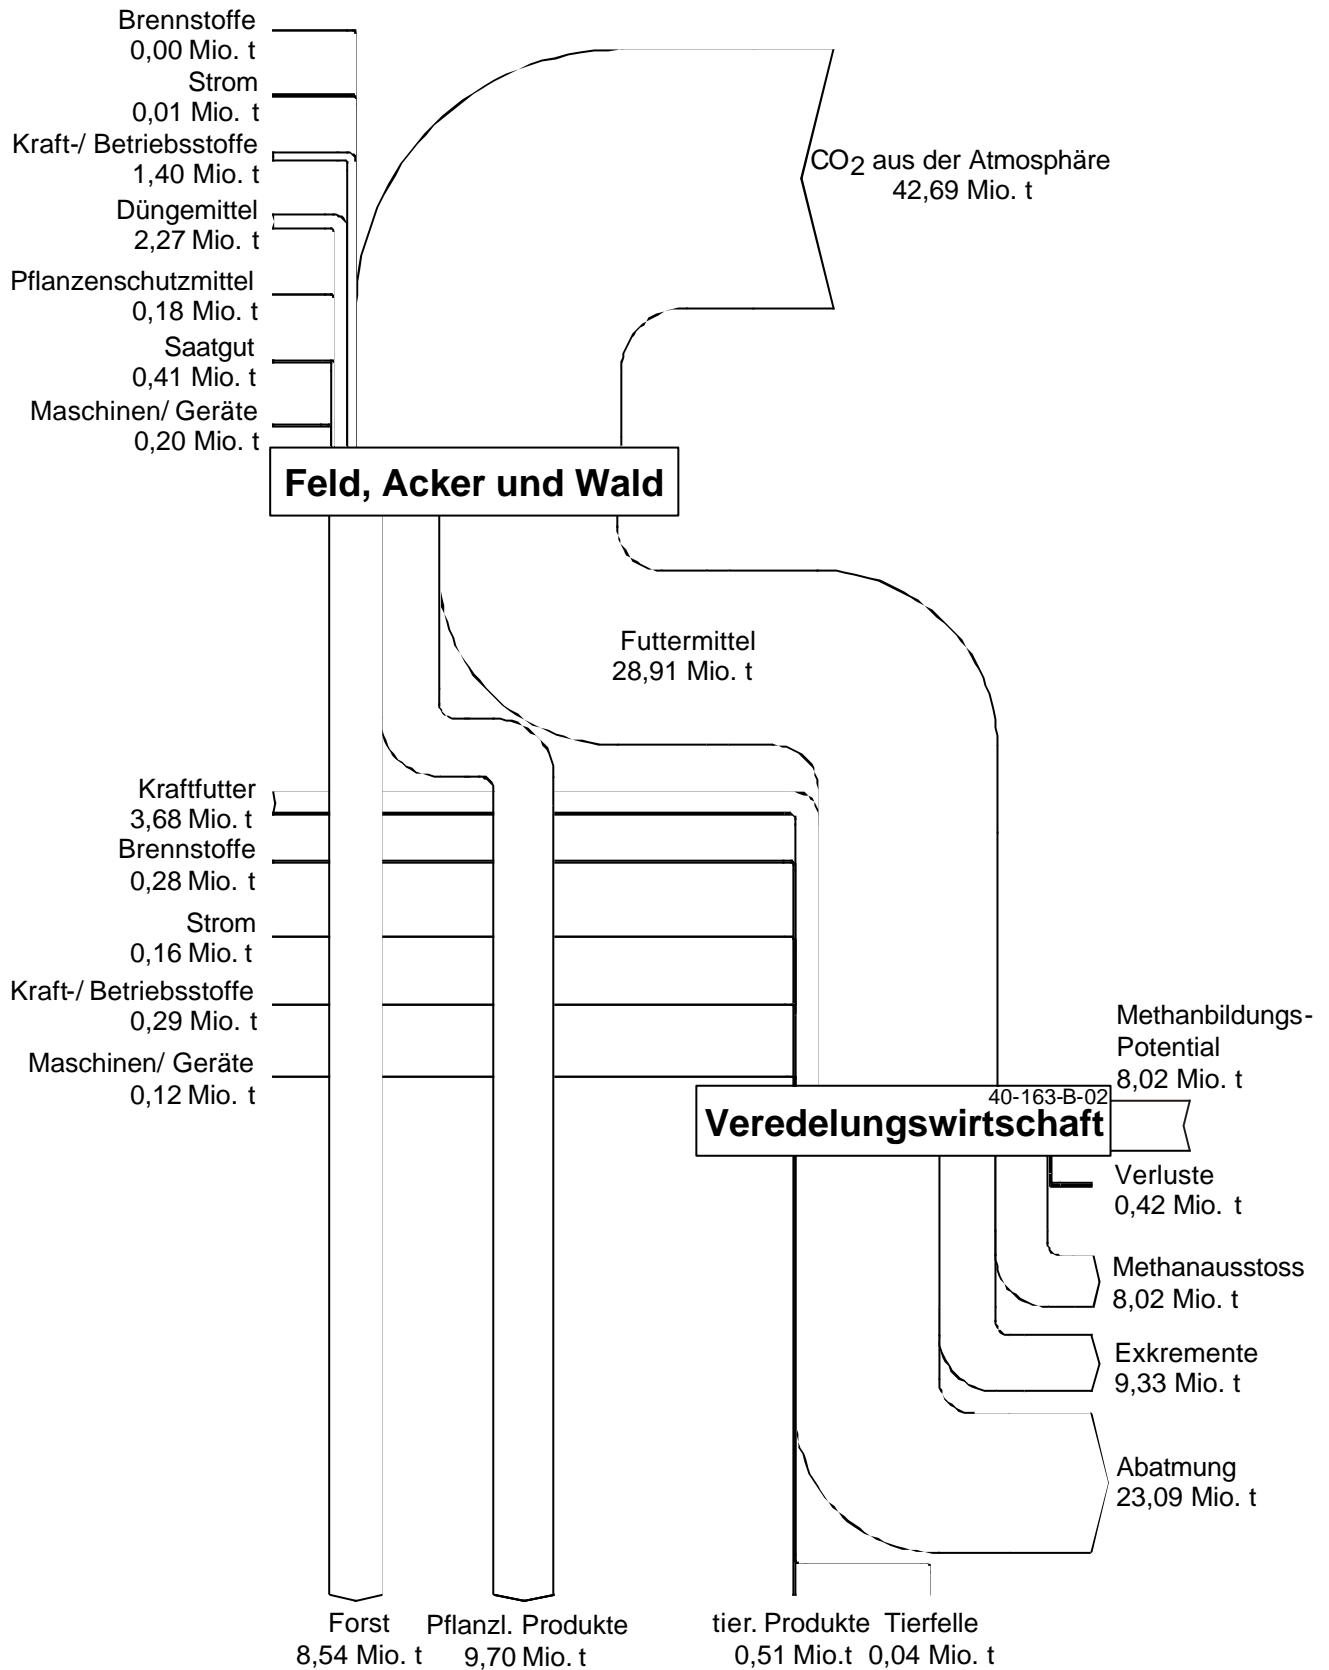 Brennstoffe
0,00 Mio. t
Strom
0,01 Mio. t
Kraft-/ Betriebsstoffe
1,40 Mio. t
Düngemittel
2,27 Mio. t
Pflanzenschutzmittel
0,18 Mio. t
Saatgut
0,41 Mio. t
Maschinen/ Geräte
0,20 Mio. t
CO2 aus der Atmosphäre
42,69 Mio. t
Feld, Acker und Wald
Futtermittel
28,91 Mio. t
Kraftfutter
3,68 Mio. t
Brennstoffe
0,28 Mio. t
Strom
0,16 Mio. t
Kraft-/ Betriebsstoffe
0,29 Mio. t
Maschinen/ Geräte
0,12 Mio. t
Methanbildungs-
Potential
8,02 Mio. t
40-163-B-02
Veredelungswirtschaft
Verluste
0,42 Mio. t
Methanausstoss
8,02 Mio. t
Exkremente
9,33 Mio. t
Abatmung
23,09 Mio. t
Forst
8,54 Mio. t
Pflanzl. Produkte
9,70 Mio. t
tier. Produkte
0,51 Mio.t
Tierfelle
0,04 Mio. t